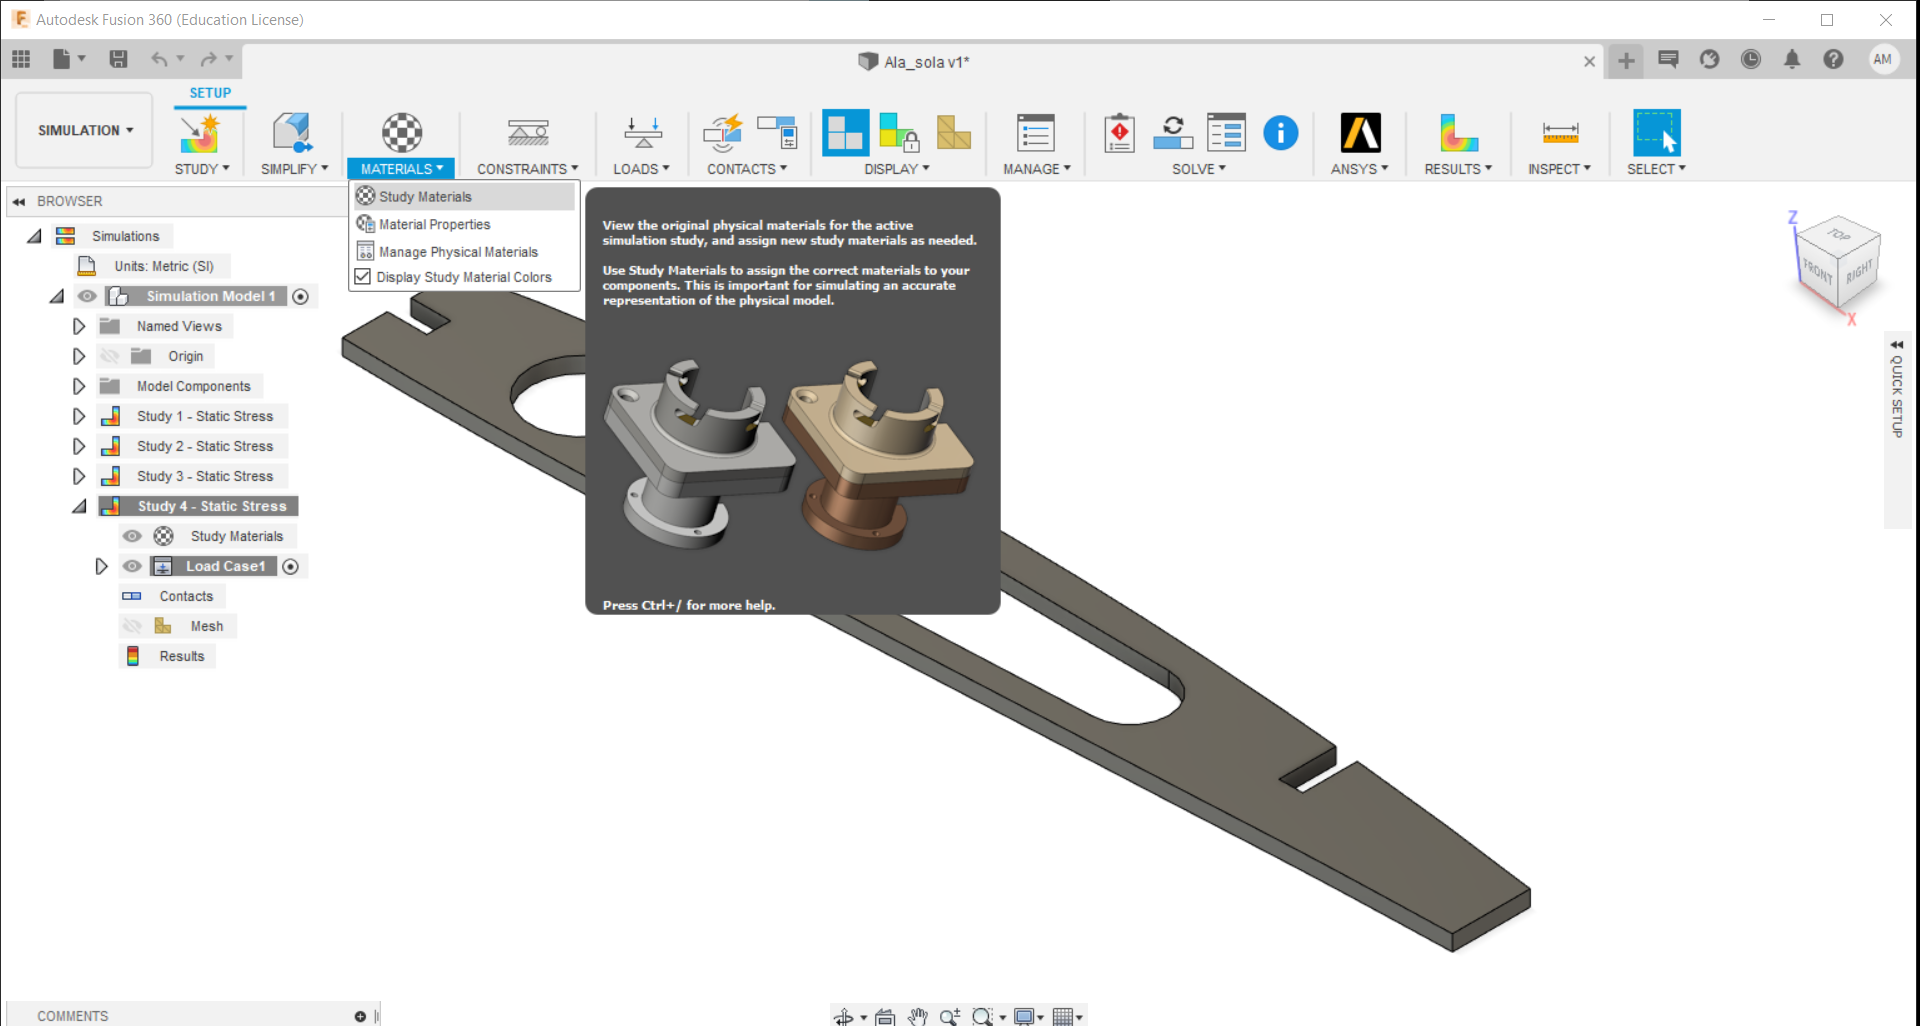 Autodesk Fusion 360 (Education License)
Ala_sola v1*
AM
SETUP
SIMULATION
STUDY
SIMPLIFY
MATERIALS
CONSTRAINTS
LOADS
CONTACTS
DISPLAY
MANAGE
SOLVE
ANSYS
RESULTS
INSPECT
SELECT
BROWSER
Simulations
Units: Metric (SI)
Simulation Model 1
Named Views
Origin
Model Components
Study 1 - Static Stress
Study 2 - Static Stress
Study 3 - Static Stress
Study 4 - Static Stress
Study Materials
Load Case1
Contacts
Mesh
Results
Study Materials
Material Properties
Manage Physical Materials
Display Study Material Colors
View the original physical materials for the active
simulation study, and assign new study materials as needed.
Use Study Materials to assign the correct materials to your
components. This is important for simulating an accurate
representation of the physical model.
Press Ctrl+/ for more help.
Z
TOP
FRONT
RIGHT
X
QUICK SETUP
COMMENTS